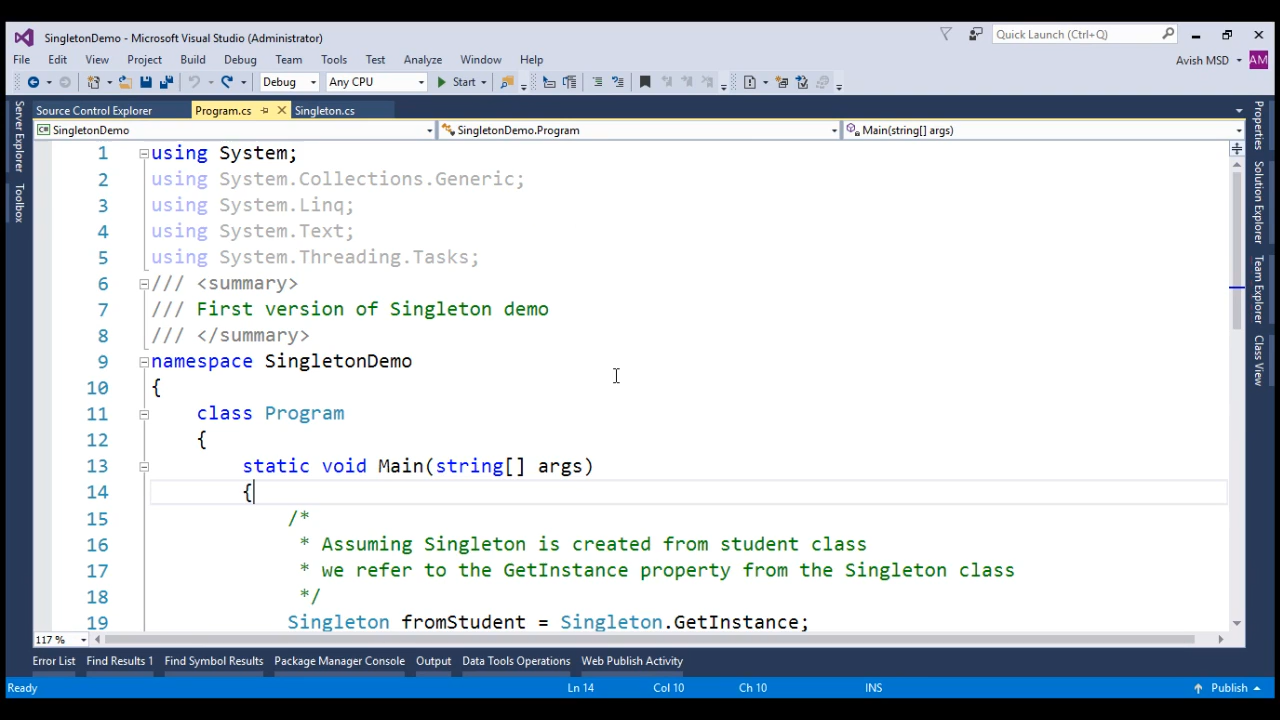 SingletonDemo - Microsoft Visual Studio (Administrator)
Quick Launch (Ctrl+Q)
File Edit View Project Build Debug Team Tools Test Analyze Window Help
Avish MSD AM
Debug Any CPU Start
Source Control Explorer Program.cs Singleton.cs
SingletonDemo SingletonDemo.Program Main(string[] args)
1 using System;
2 using System.Collections.Generic;
3 using System.Linq;
4 using System.Text;
5 using System.Threading.Tasks;
6 /// <summary>
7 /// First version of Singleton demo
8 /// </summary>
9 namespace SingletonDemo
10 {
11 class Program
12 {
13 static void Main(string[] args)
14 {
15 /*
16 * Assuming Singleton is created from student class
17 * we refer to the GetInstance property from the Singleton class
18 */
19 Singleton fromStudent = Singleton.GetInstance;
Server Explorer
Toolbox
Properties
Solution Explorer
Team Explorer
Class View
117 %
Error List Find Results 1 Find Symbol Results Package Manager Console Output Data Tools Operations Web Publish Activity
Ready Ln 14 Col 10 Ch 10 INS Publish